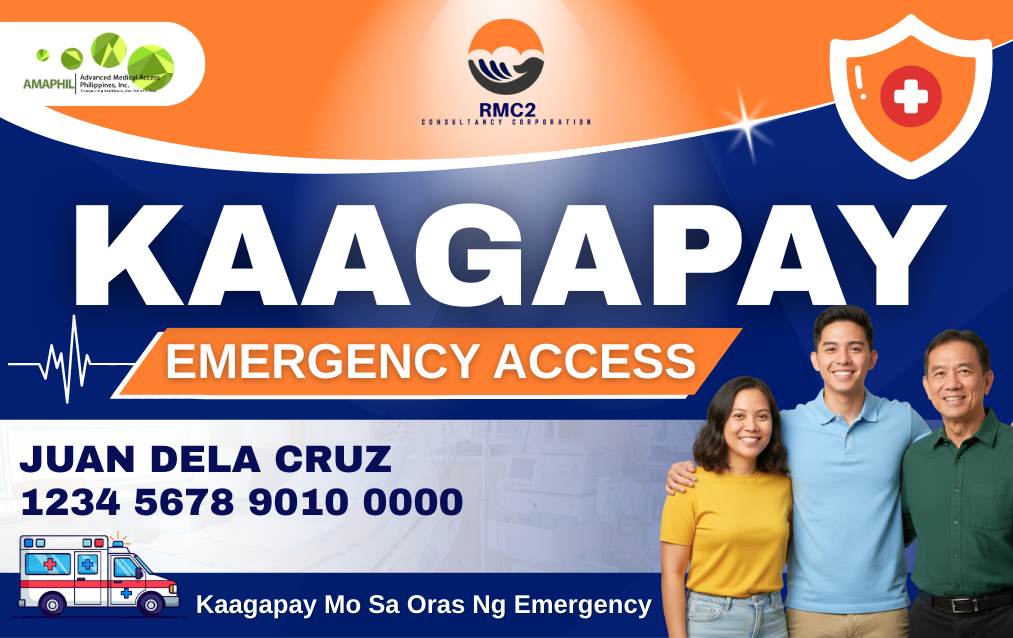 AMAPHIL
Advanced Medical Access
Philippines, Inc.
RMC2
CONSULTANCY CORPORATION
KAAGAPAY
EMERGENCY ACCESS
JUAN DELA CRUZ
1234 5678 9010 0000
Kaagapay Mo Sa Oras Ng Emergency